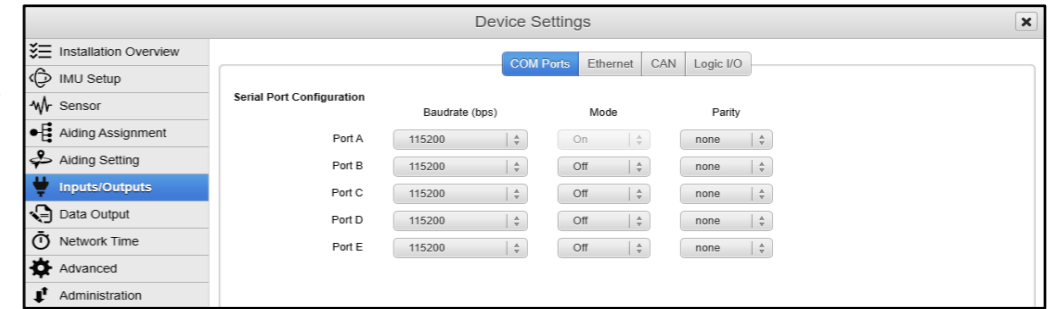 Device Settings
Installation Overview
IMU Setup
Sensor
Aiding Assignment
Aiding Setting
Inputs/Outputs
Data Output
Network Time
Advanced
Administration
COM Ports Ethernet CAN Logic I/O
Serial Port Configuration
Baudrate (bps) Mode Parity
Port A 115200 On none
Port B 115200 Off none
Port C 115200 Off none
Port D 115200 Off none
Port E 115200 Off none